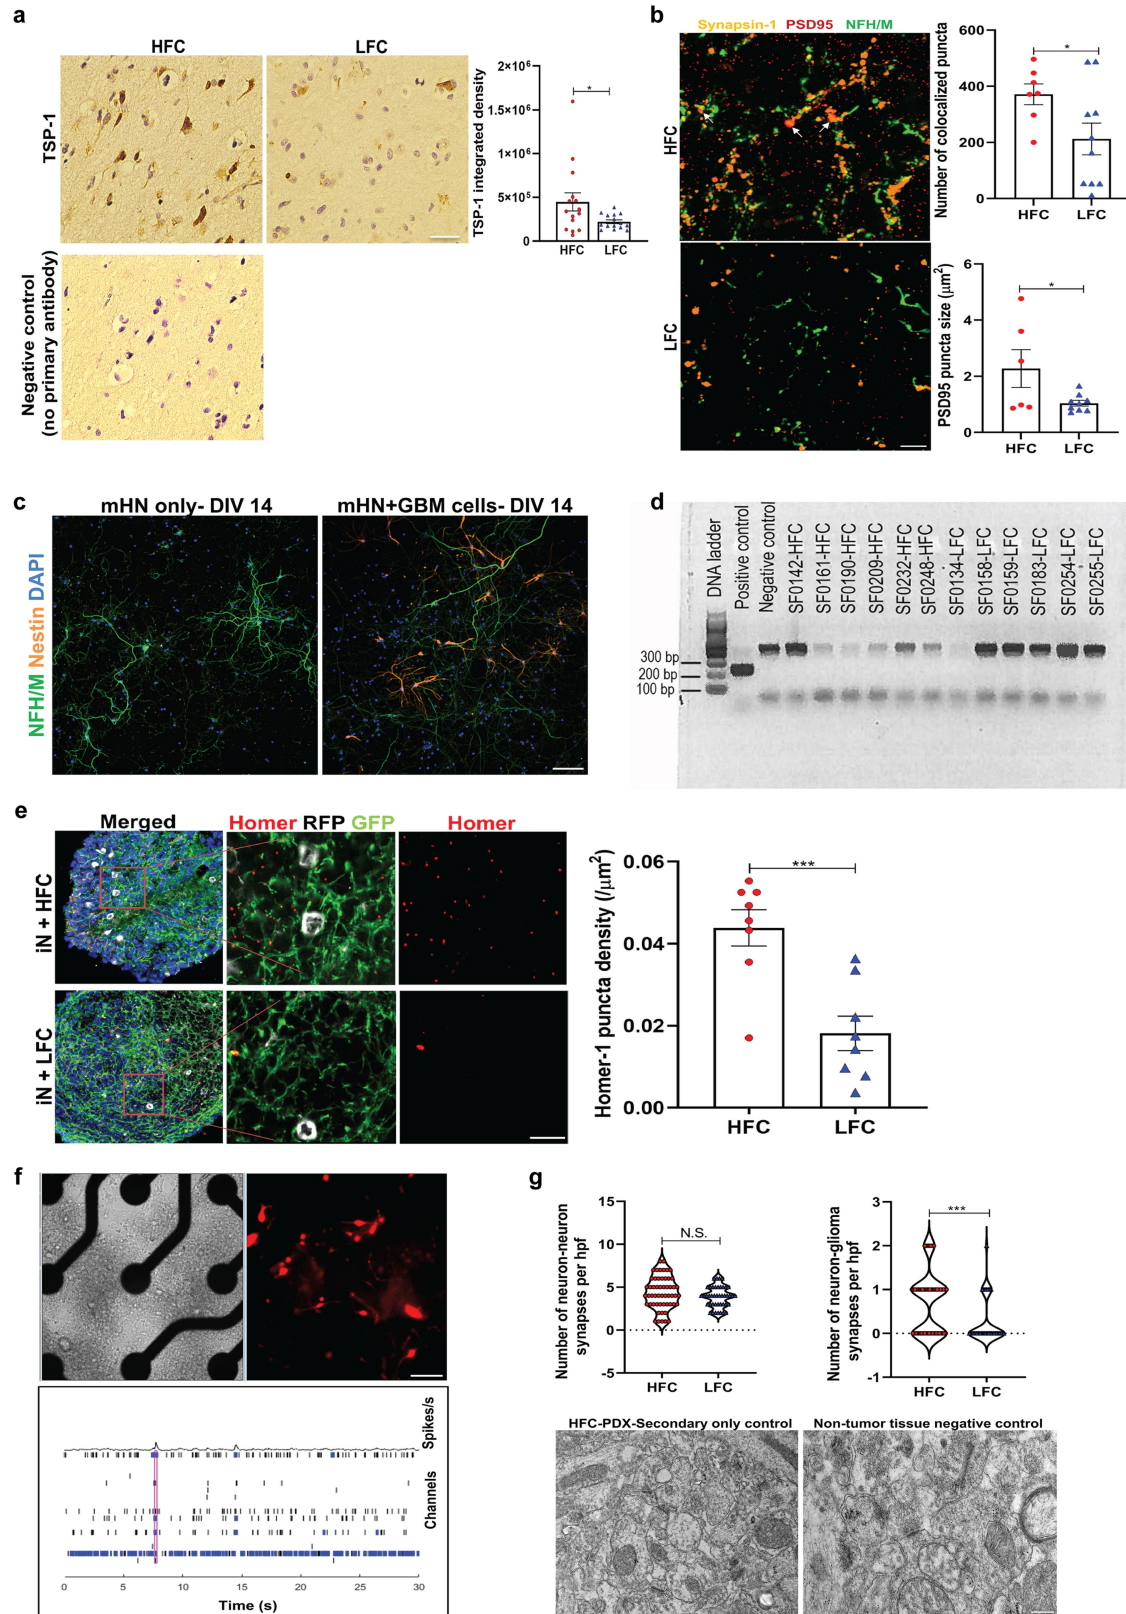 a
HFC
LFC
TSP-1
Negative control
(no primary antibody)
TSP-1 integrated density
2×10⁶
1.5×10⁶
1×10⁶
5×10⁵
0
*
HFC
LFC
b
Synapsin-1 PSD95 NFH/M
HFC
LFC
Number of colocalized puncta
600
400
200
0
*
HFC
LFC
PSD95 puncta size (μm²)
6
4
2
0
*
HFC
LFC
c
mHN only- DIV 14
mHN+GBM cells- DIV 14
NFH/M Nestin DAPI
d
DNA ladder
Positive control
Negative control
SF0142-HFC
SF0161-HFC
SF0190-HFC
SF0209-HFC
SF0232-HFC
SF0248-HFC
SF0134-LFC
SF0158-LFC
SF0159-LFC
SF0183-LFC
SF0254-LFC
SF0255-LFC
300 bp
200 bp
100 bp
e
Merged
Homer RFP GFP
Homer
iN + HFC
iN + LFC
Homer-1 puncta density (/μm²)
0.06
0.04
0.02
0.00
***
HFC
LFC
f
Spikes/s
Channels
0
5
10
15
20
25
30
Time (s)
g
Number of neuron-neuron
synapses per hpf
15
10
5
0
-5
N.S.
HFC
LFC
Number of neuron-glioma
synapses per hpf
3
2
1
0
-1
***
HFC
LFC
HFC-PDX-Secondary only control
Non-tumor tissue negative control